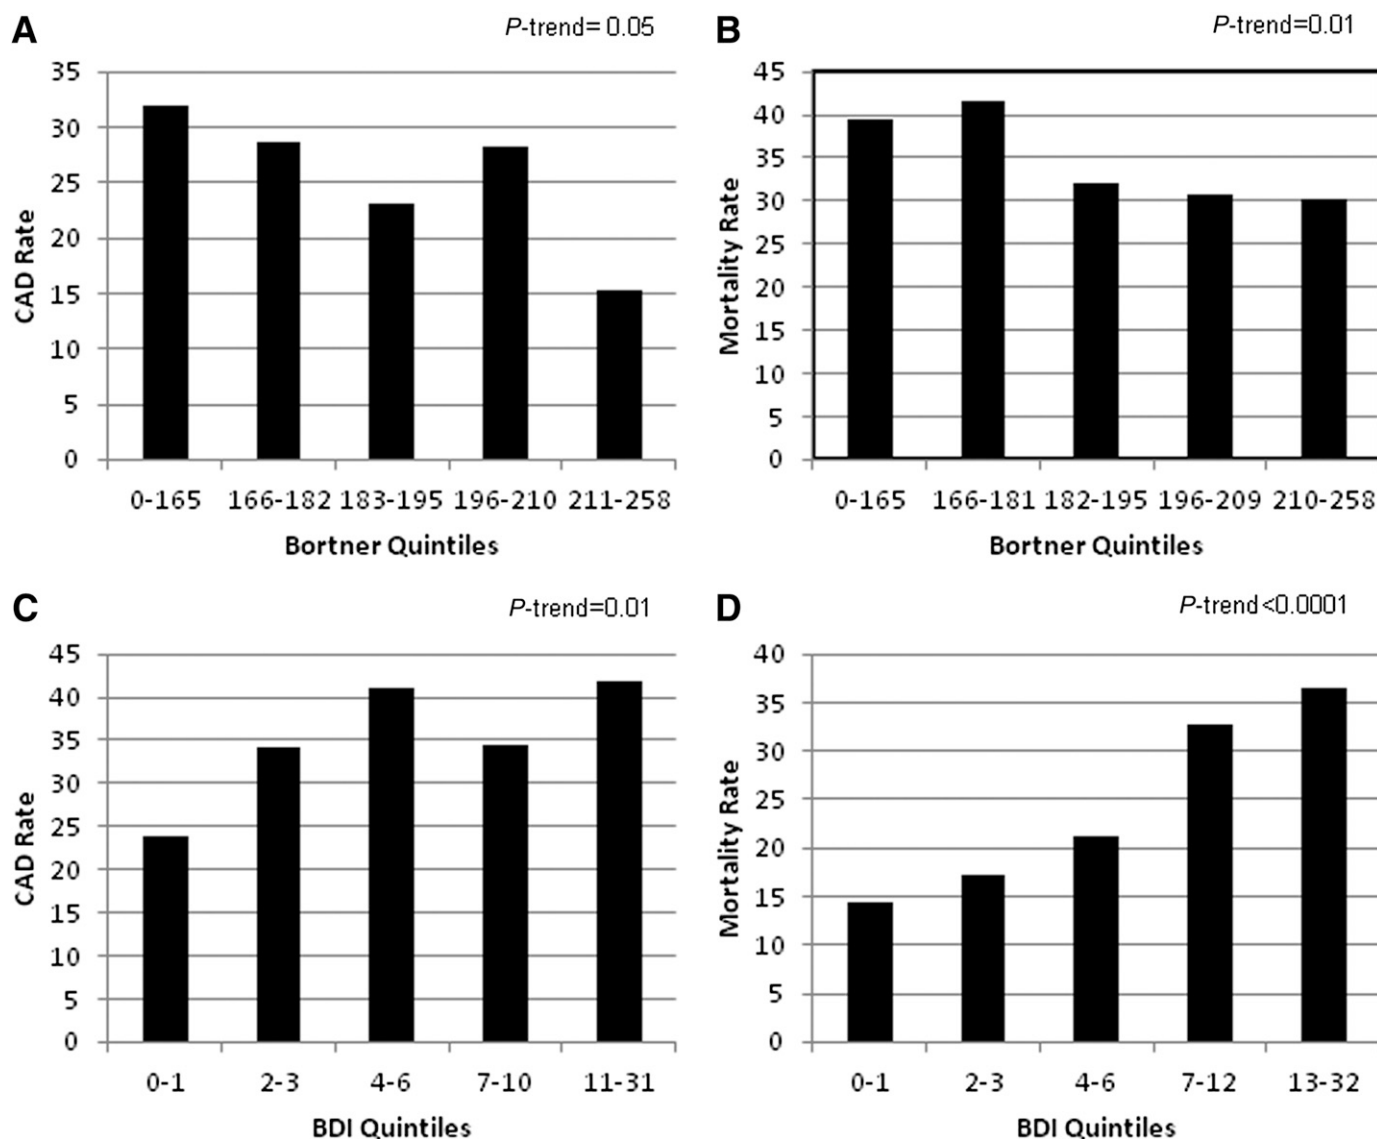 A
P-trend= 0.05
35
30
25
20
15
10
5
0
CAD Rate
0-165 166-182 183-195 196-210 211-258
Bortner Quintiles
B
P-trend=0.01
45
40
35
30
25
20
15
10
5
0
Mortality Rate
0-165 166-181 182-195 196-209 210-258
Bortner Quintiles
C
P-trend=0.01
45
40
35
30
25
20
15
10
5
0
CAD Rate
0-1 2-3 4-6 7-10 11-31
BDI Quintiles
D
P-trend<0.0001
40
35
30
25
20
15
10
5
0
Mortality Rate
0-1 2-3 4-6 7-12 13-32
BDI Quintiles